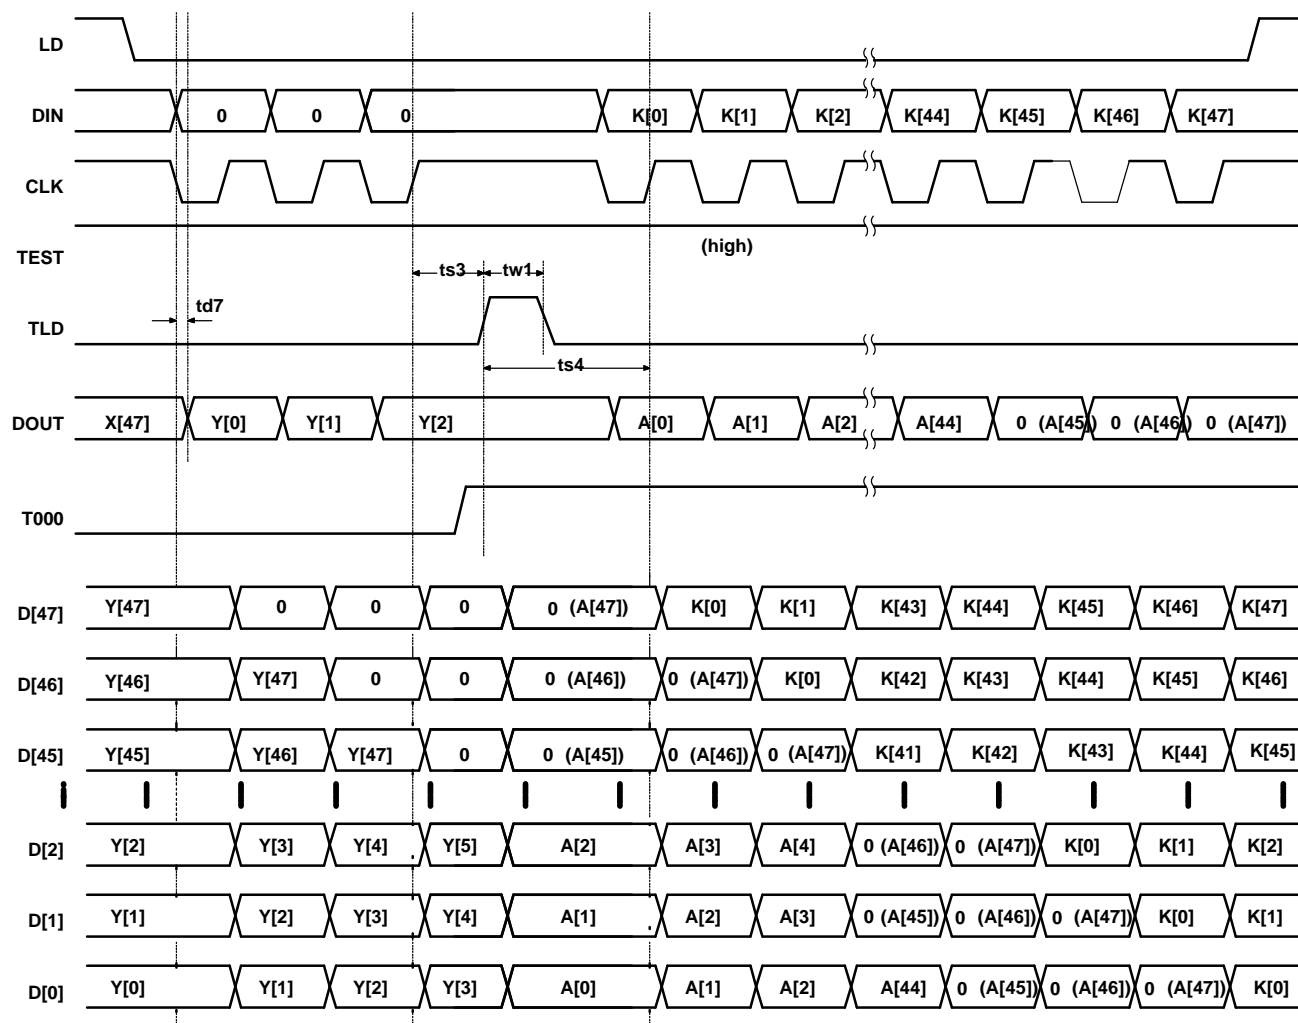 LD
DIN 0 0 0 K[0] K[1] K[2] K[44] K[45] K[46] K[47]
CLK
(high)
TEST
ts3 tw1
td7
TLD
ts4
DOUT X[47] Y[0] Y[1] Y[2] A[0] A[1] A[2] A[44] 0 (A[45]) 0 (A[46]) 0 (A[47])
T000
D[47] Y[47] 0 0 0 0 (A[47]) K[0] K[1] K[43] K[44] K[45] K[46] K[47]
D[46] Y[46] Y[47] 0 0 0 (A[46]) 0 (A[47]) K[0] K[42] K[43] K[44] K[45] K[46]
D[45] Y[45] Y[46] Y[47] 0 0 (A[45]) 0 (A[46]) 0 (A[47]) K[41] K[42] K[43] K[44] K[45]
D[2] Y[2] Y[3] Y[4] Y[5] A[2] A[3] A[4] 0 (A[46]) 0 (A[47]) K[0] K[1] K[2]
D[1] Y[1] Y[2] Y[3] Y[4] A[1] A[2] A[3] 0 (A[45]) 0 (A[46]) 0 (A[47]) K[0] K[1]
D[0] Y[0] Y[1] Y[2] Y[3] A[0] A[1] A[2] A[44] 0 (A[45]) 0 (A[46]) 0 (A[47]) K[0]